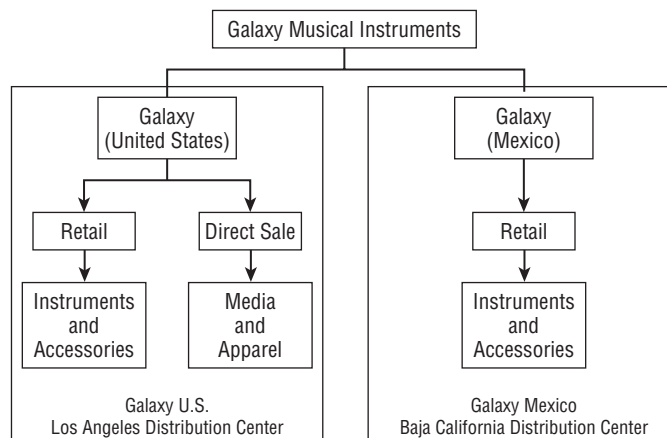 Galaxy Musical Instruments
Galaxy
(United States)
Retail
Direct Sale
Instruments
and
Accessories
Media
and
Apparel
Galaxy U.S.
Los Angeles Distribution Center
Galaxy
(Mexico)
Retail
Instruments
and
Accessories
Galaxy Mexico
Baja California Distribution Center